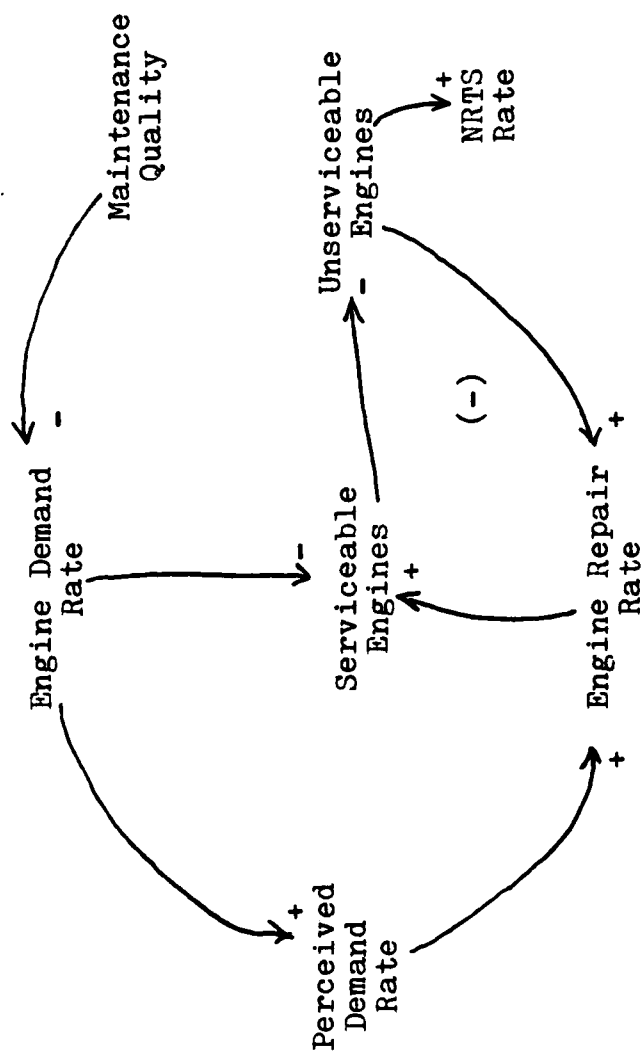 Maintenance
Quality
-
Engine Demand
Rate
-
Unserviceable
Engines
-
+
NRTS
Rate
Serviceable
Engines
+
(-)
+
Perceived
Demand
Rate
+
Engine Repair
Rate
+